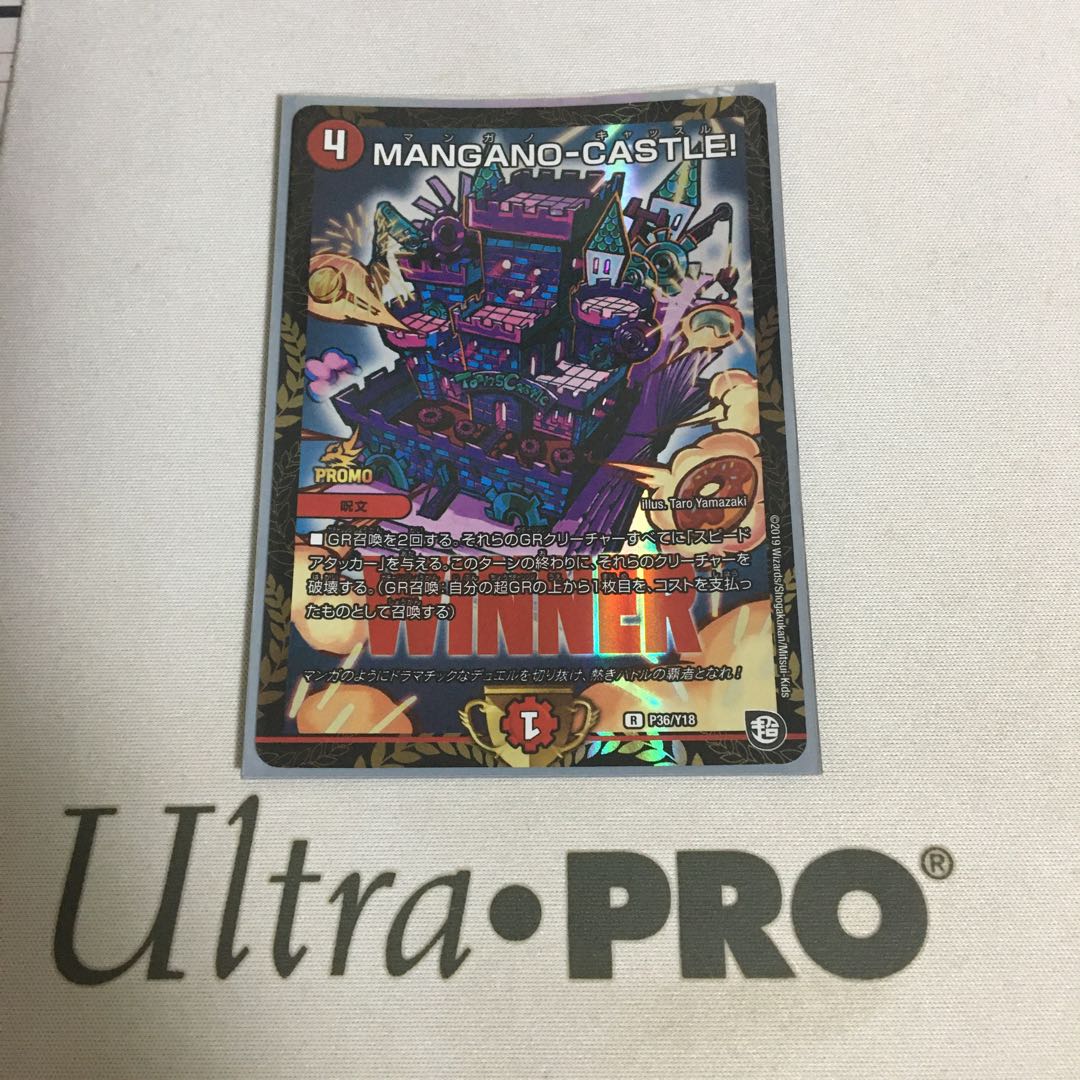 4
マンガノ キャッスル
MANGANO-CASTLE!
Toon's Castle
PROMO
呪文
illus. Taro Yamazaki
■GR召喚を2回する。それらのGRクリーチャーすべてに「スピード
アタッカー」を与える。このターンの終わりに、それらのクリーチャーを
破壊する。(GR召喚:自分の超GRの上から1枚目を、コストを支払っ
たものとして召喚する)
WINNER
マンガのようにドラマチックなデュエルを切り抜け、熱きバトルの覇者となれ!
1
R P36/Y18
超
©2019 Wizards/Shogakukan/Mitsui-Kids
Ultra•PRO®